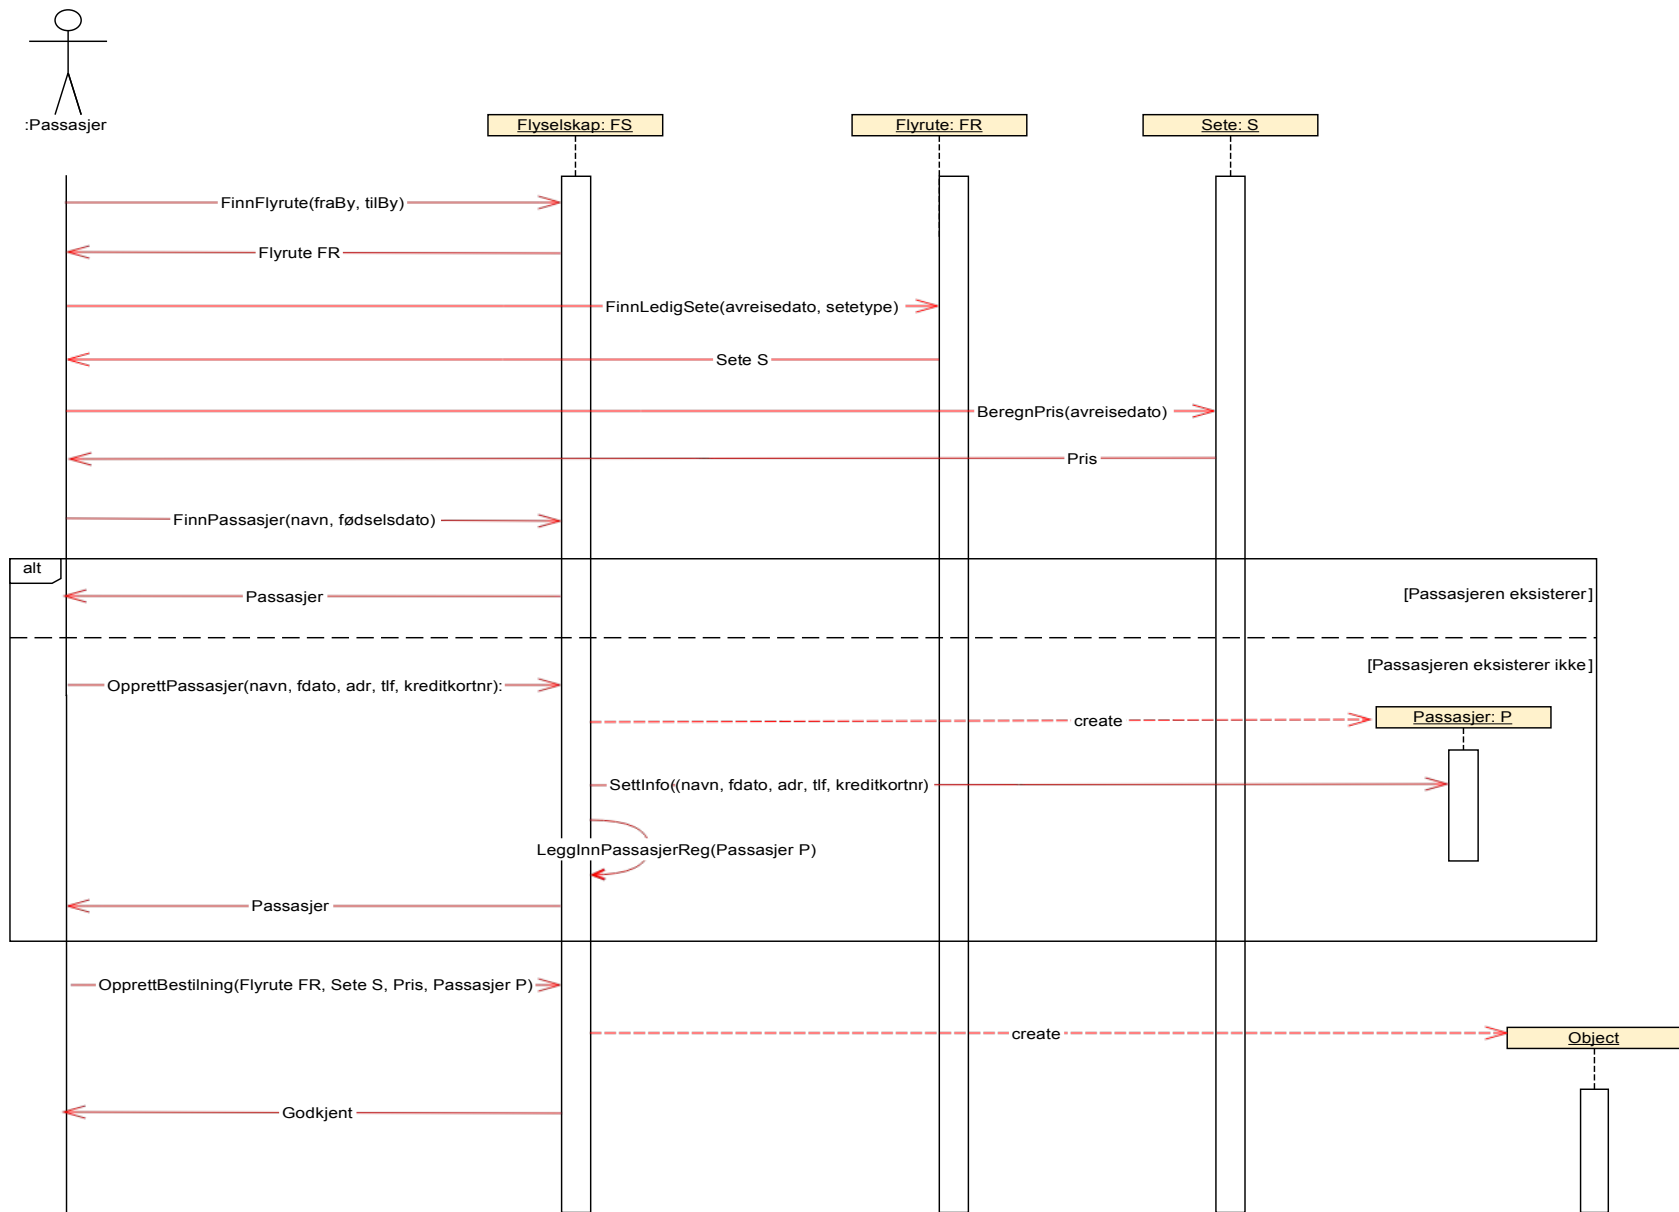 :Passasjer
Flyselskap: FS
Flyrute: FR
Sete: S
FinnFlyrute(fraBy, tilBy)
Flyrute FR
FinnLedigSete(avreisedato, setetype)
Sete S
BeregnPris(avreisedato)
Pris
FinnPassasjer(navn, fødselsdato)
alt
Passasjer
[Passasjeren eksisterer]
[Passasjeren eksisterer ikke]
OpprettPassasjer(navn, fdato, adr, tlf, kreditkortnr):
create
Passasjer: P
SettInfo((navn, fdato, adr, tlf, kreditkortnr)
LeggInnPassasjerReg(Passasjer P)
Passasjer
OpprettBestilning(Flyrute FR, Sete S, Pris, Passasjer P)
create
Object
Godkjent